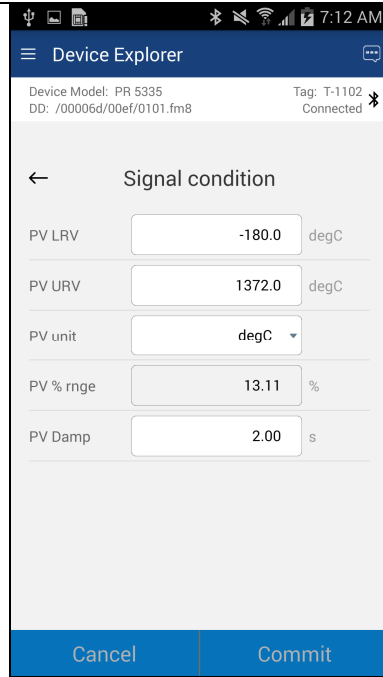 7:12 AM
Device Explorer
Device Model: PR 5335
Tag: T-1102
DD: /00006d/00ef/0101.fm8
Connected
Signal condition
PV LRV -180.0 degC
PV URV 1372.0 degC
PV unit degC
PV % rnge 13.11 %
PV Damp 2.00 s
Cancel Commit